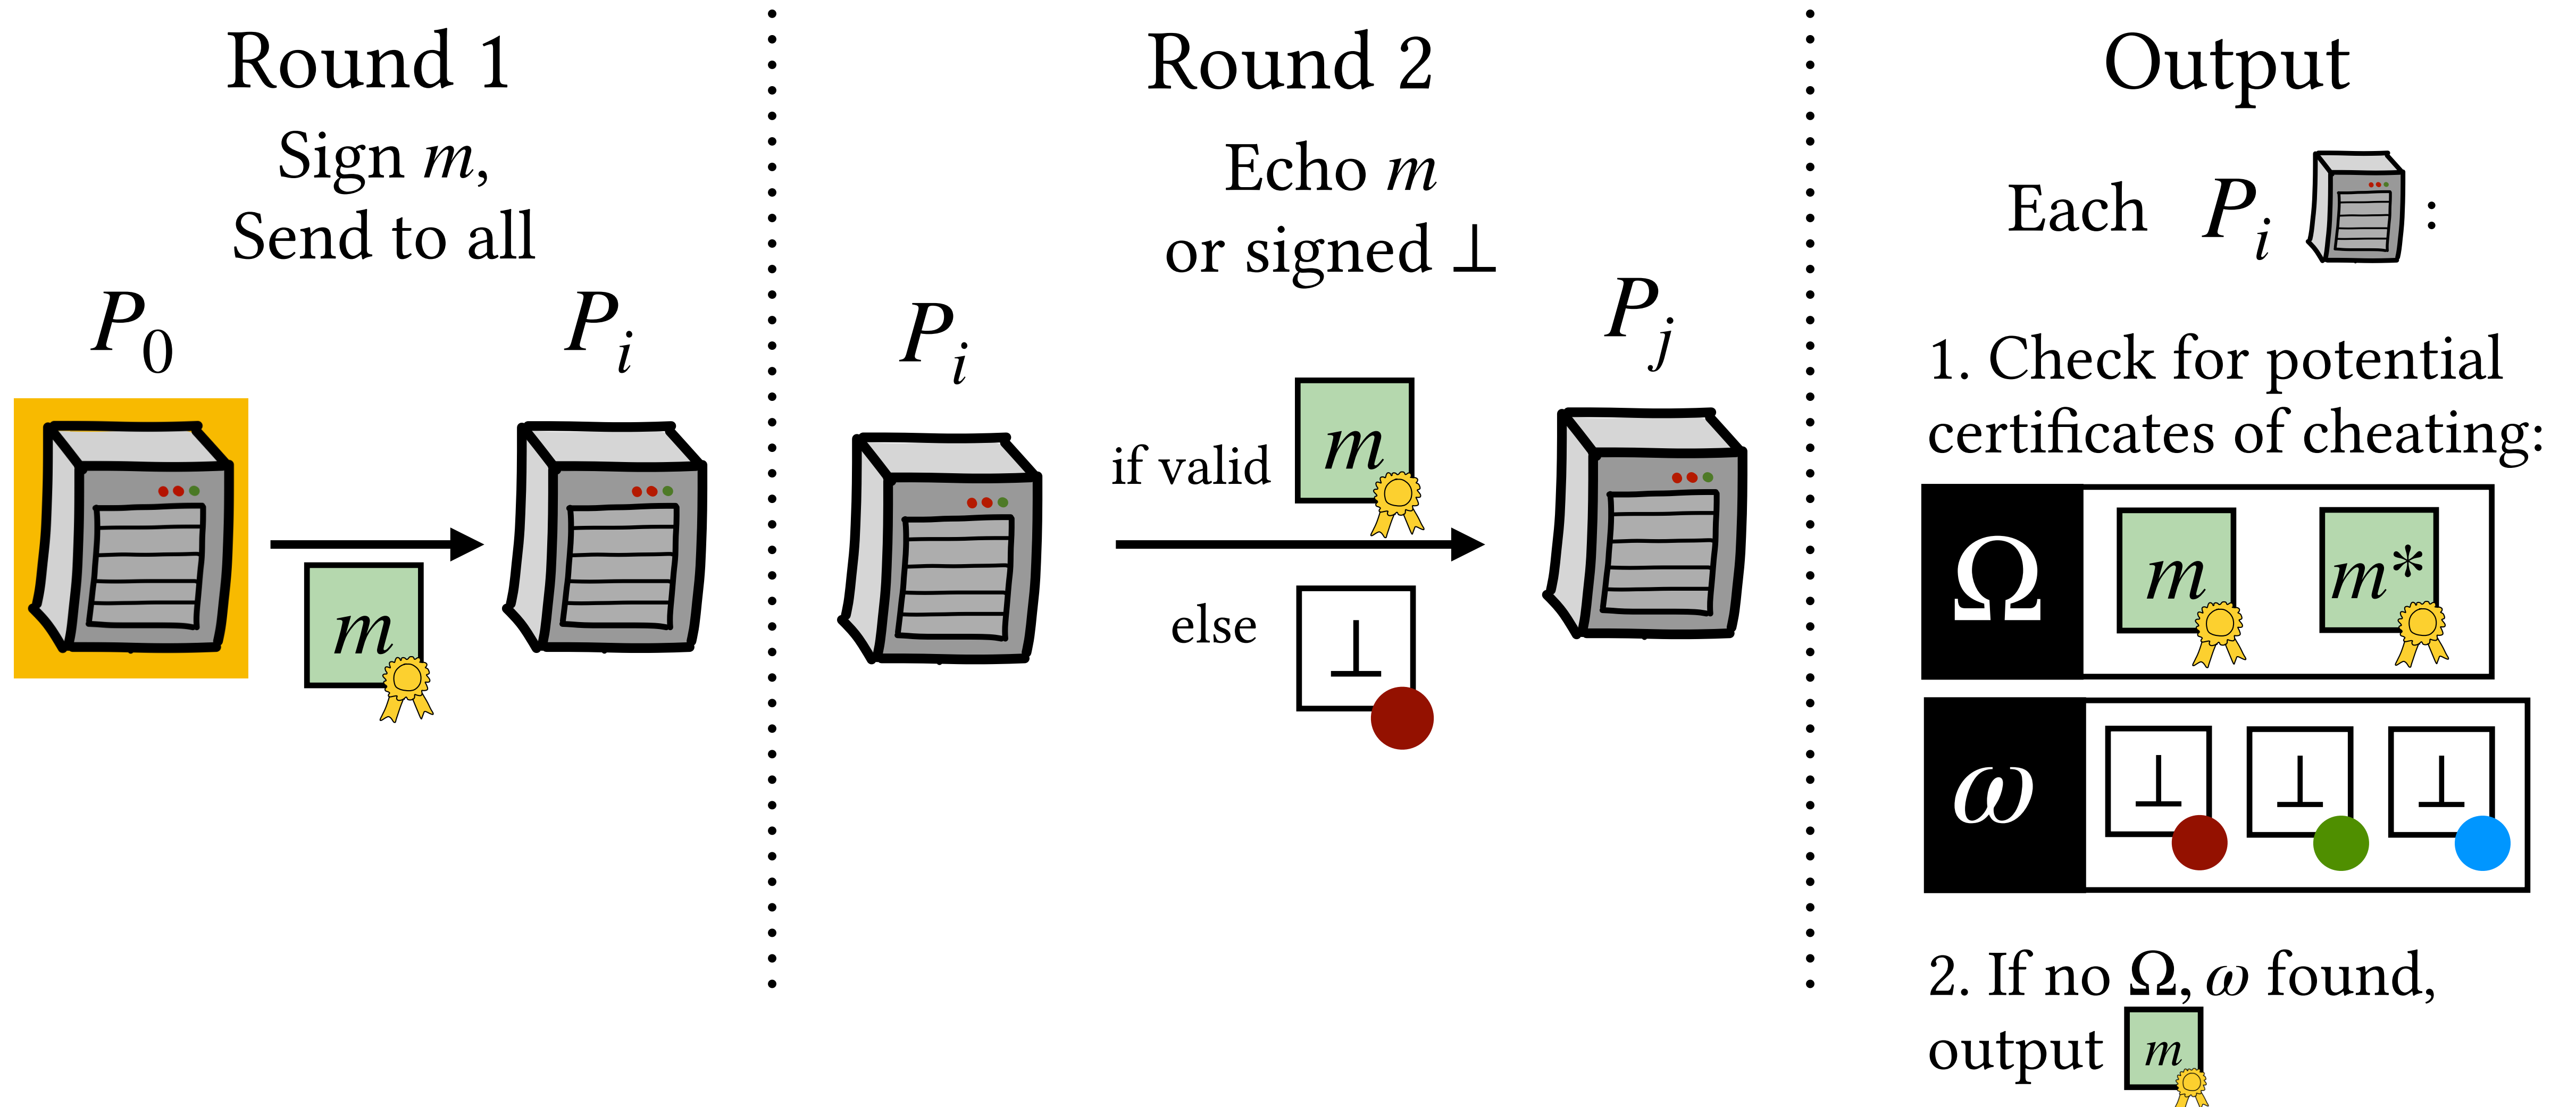 Round 1
Sign m,
Send to all
P0
Pi
m
Round 2
Echo m
or signed ⊥
Pi
Pj
if valid
m
else
⊥
Output
Each Pi :
1. Check for potential
certificates of cheating:
Ω m m*
ω ⊥ ⊥ ⊥
2. If no Ω, ω found,
output m